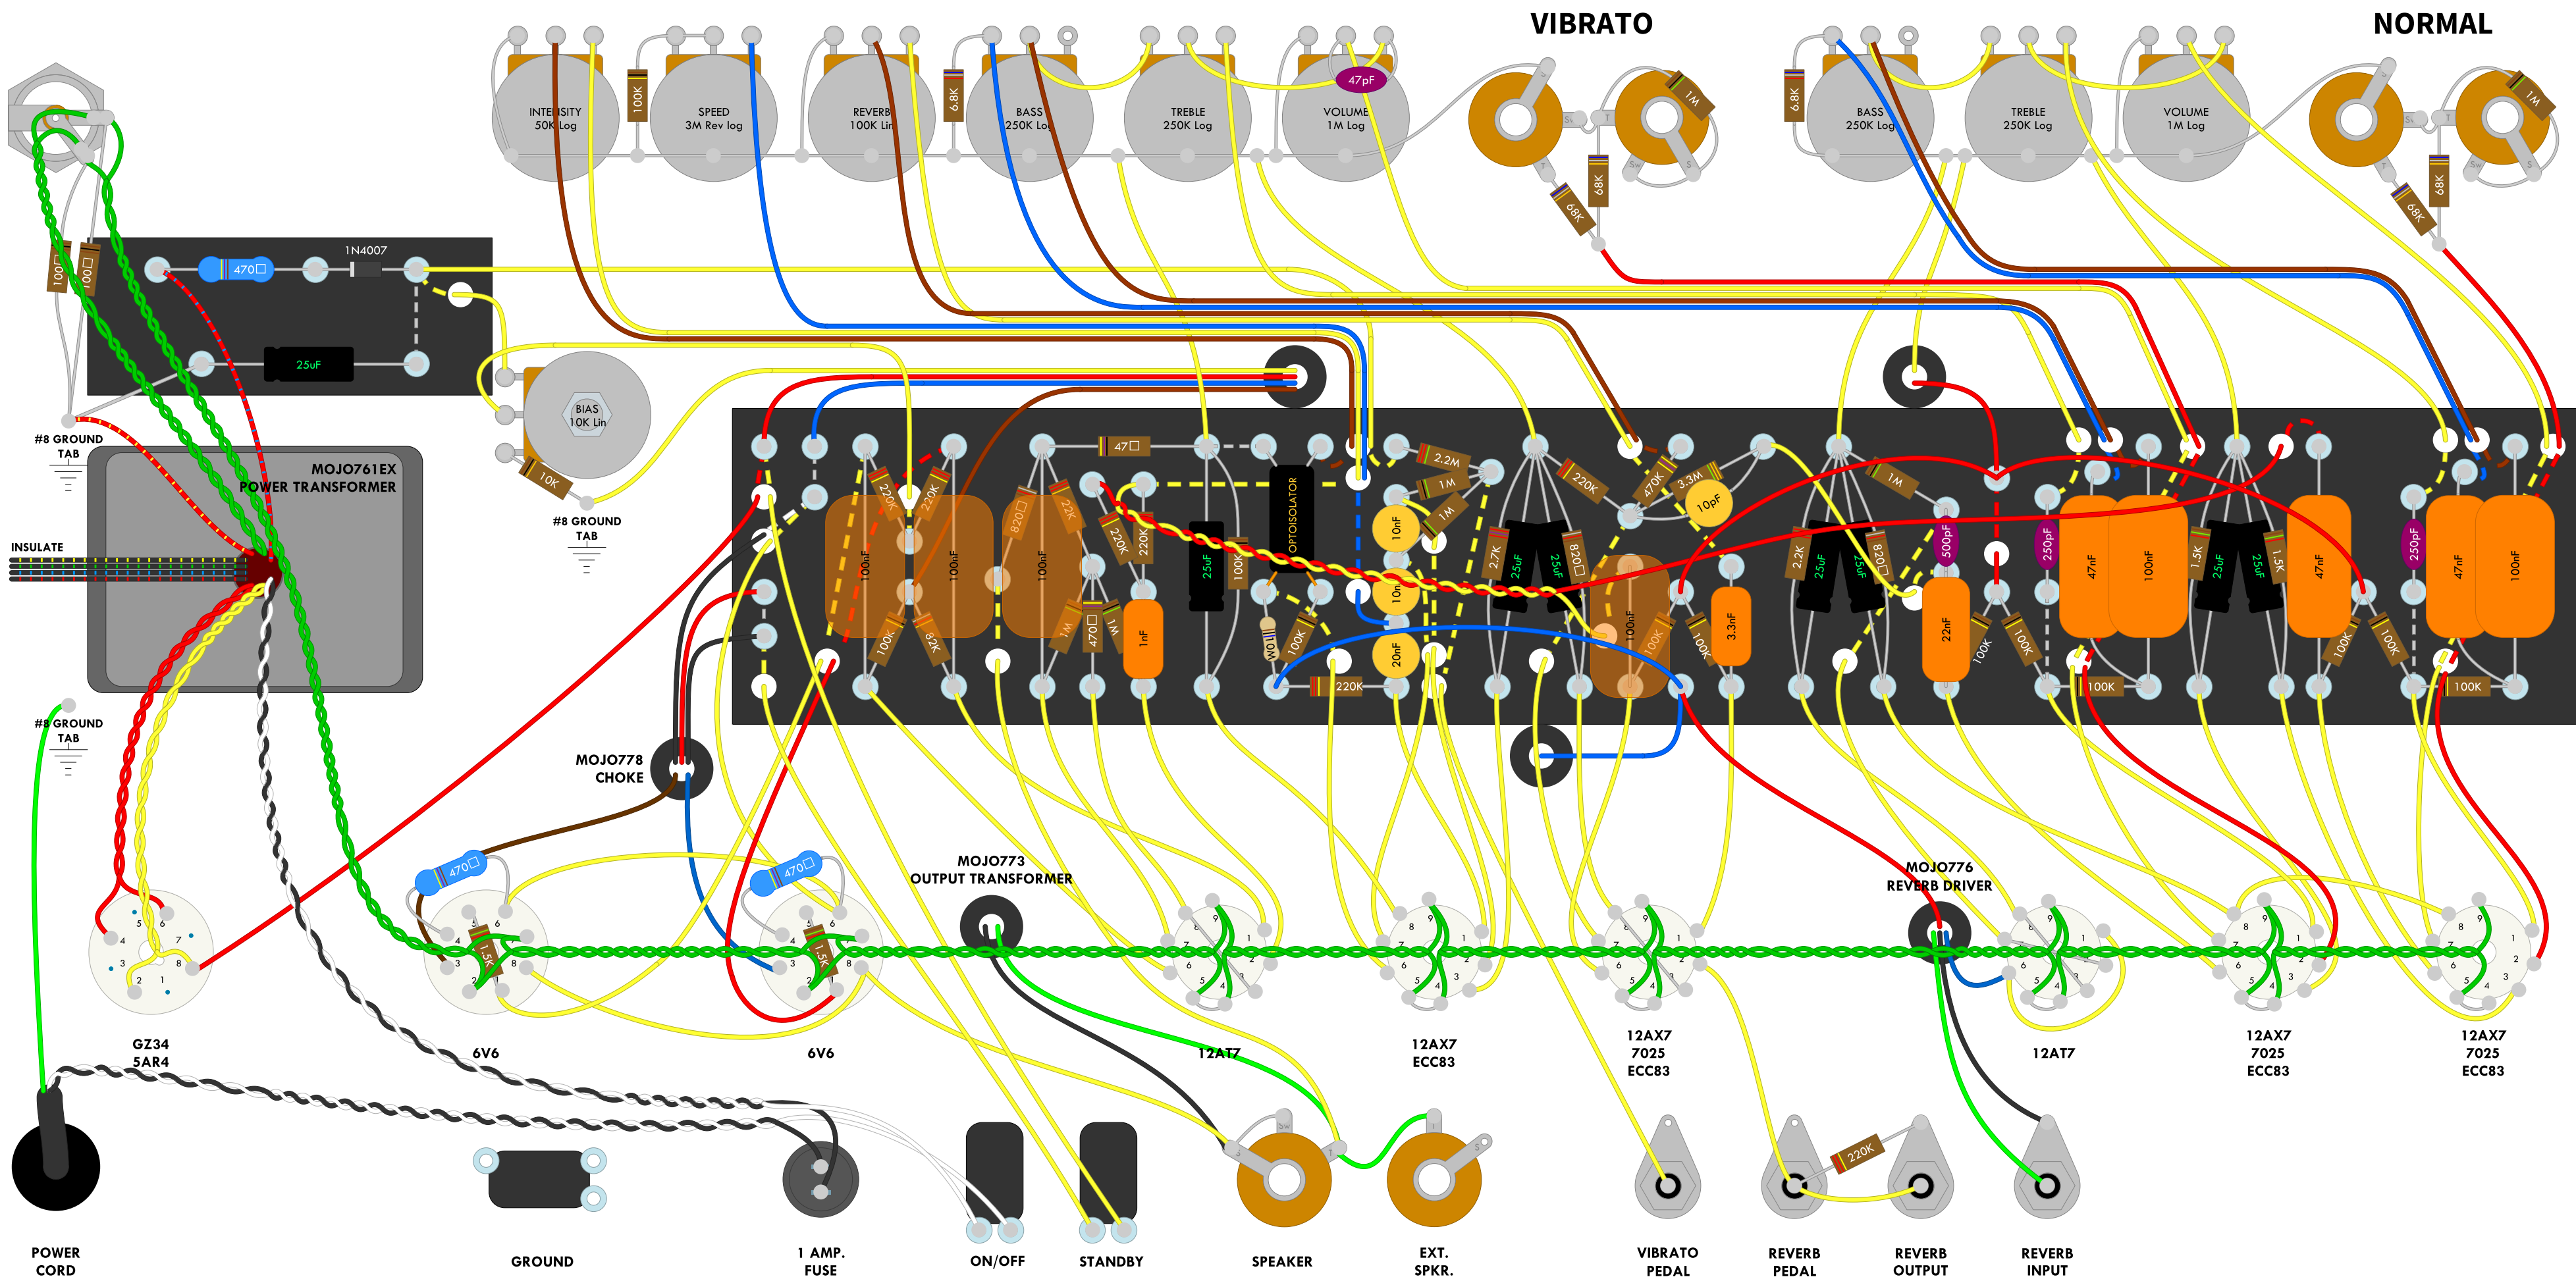 VIBRATO
NORMAL
INTENSITY
50K Log
100K
SPEED
3M Rev log
REVERB
100K Lin
6.8K
BASS
250K Log
TREBLE
250K Log
47pF
VOLUME
1M Log
S
Sw
T
T
1M
Sw
S
68K
68K
6.8K
BASS
250K Log
TREBLE
250K Log
VOLUME
1M Log
S
Sw
T
T
1M
Sw
S
68K
68K
100□
100□
1N4007
470□
25uF
BIAS
10K Lin
10K
#8 GROUND
TAB
#8 GROUND
TAB
MOJO761EX
POWER TRANSFORMER
INSULATE
#8 GROUND
TAB
220K
220K
100nF
100nF
100K
82K
820□
22K
100nF
47□
220K
220K
1M
470□
1M
1nF
25uF
100K
OPTOISOLATOR
10M
100K
220K
2.2M
1M
1M
10nF
10nF
20nF
2.7K
25uF
25uF
820□
220K
470K
3.3M
10pF
100nF
100K
100K
3.3nF
2.2K
25uF
25uF
820□
1M
500pF
22nF
100K
100K
250pF
47nF
100nF
100K
1.5K
25uF
25uF
1.5K
47nF
100K
100K
250pF
47nF
100nF
100K
MOJO778
CHOKE
470□
470□
MOJO773
OUTPUT TRANSFORMER
MOJO776
REVERB DRIVER
1.5K
1.5K
GZ34
5AR4
6V6
6V6
12AT7
12AX7
ECC83
12AX7
7025
ECC83
12AT7
12AX7
7025
ECC83
12AX7
7025
ECC83
220K
POWER
CORD
GROUND
1 AMP.
FUSE
ON/OFF
STANDBY
SPEAKER
EXT.
SPKR.
VIBRATO
PEDAL
REVERB
PEDAL
REVERB
OUTPUT
REVERB
INPUT